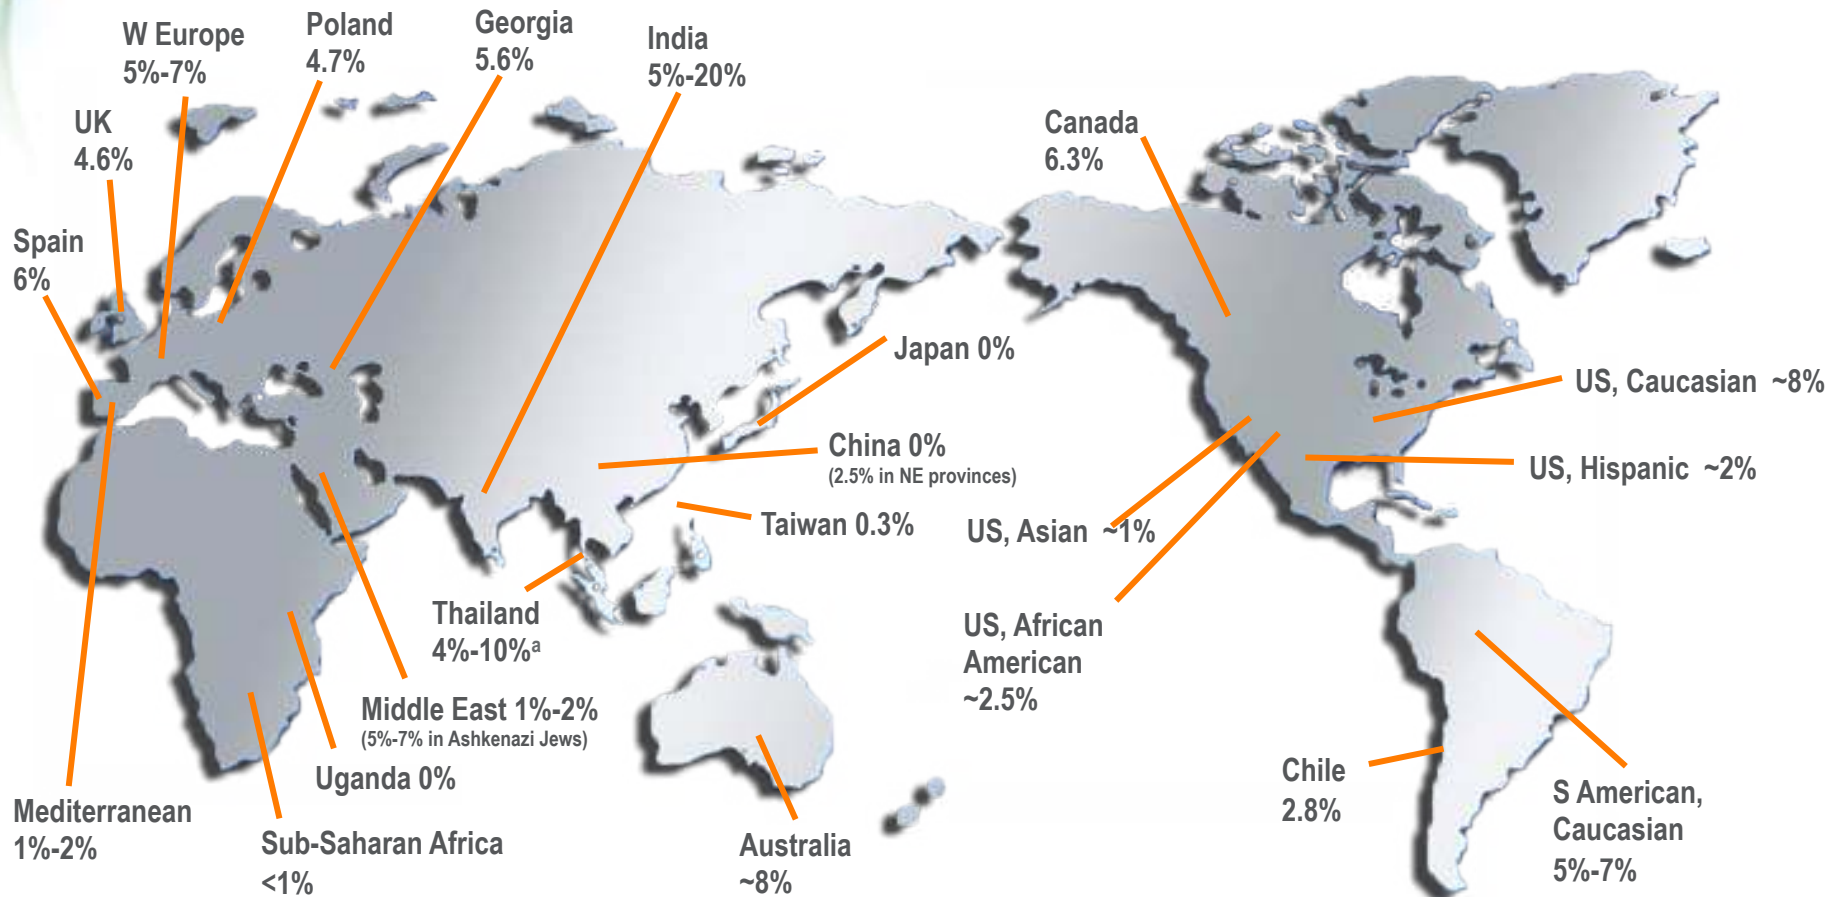 W Europe
5%-7%
Poland
4.7%
Georgia
5.6%
India
5%-20%
UK
4.6%
Canada
6.3%
Spain
6%
Japan 0%
US, Caucasian ~8%
China 0%
(2.5% in NE provinces)
US, Hispanic ~2%
Taiwan 0.3%
US, Asian ~1%
Thailand
4%-10%ᵃ
US, African
American
~2.5%
Middle East 1%-2%
(5%-7% in Ashkenazi Jews)
Uganda 0%
Mediterranean
1%-2%
Sub-Saharan Africa
<1%
Australia
~8%
Chile
2.8%
S American,
Caucasian
5%-7%